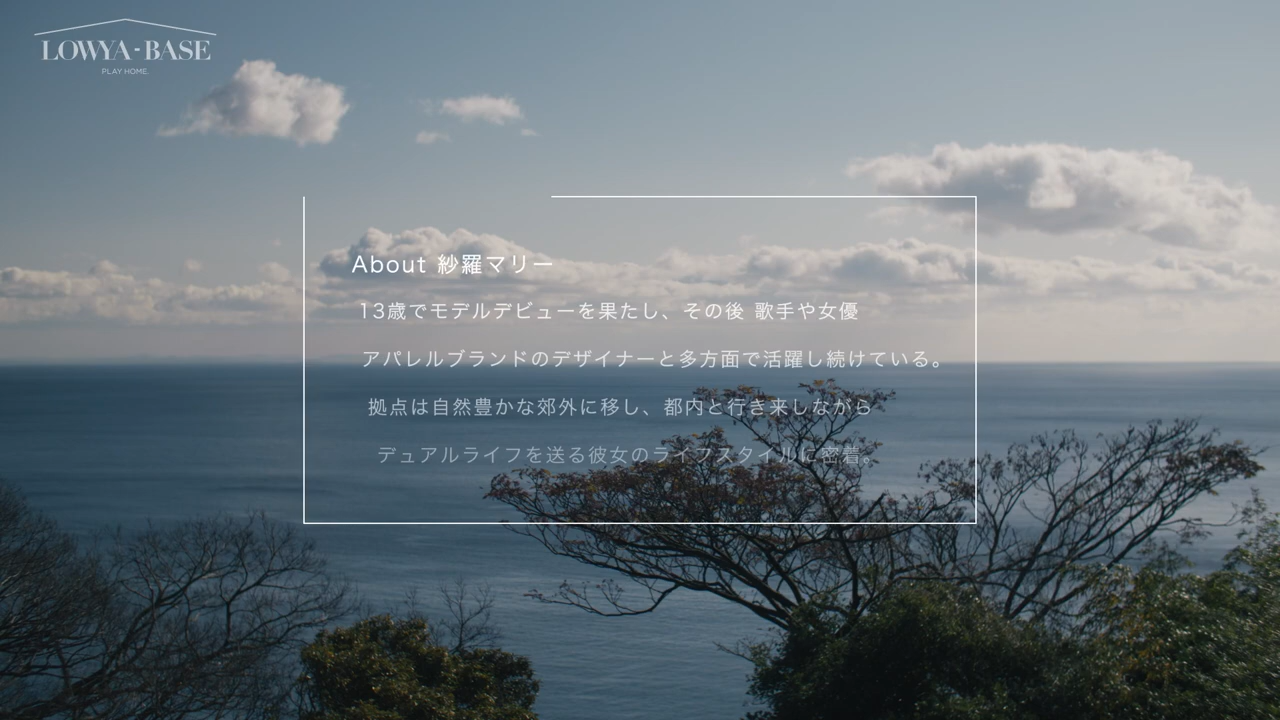 LOWYA-BASE
PLAY HOME.
About 紗羅マリー
13歳でモデルデビューを果たし、その後 歌手や女優
アパレルブランドのデザイナーと多方面で活躍し続けている。
拠点は自然豊かな郊外に移し、都内と行き来しながら
デュアルライフを送る彼女のライフスタイルに密着。